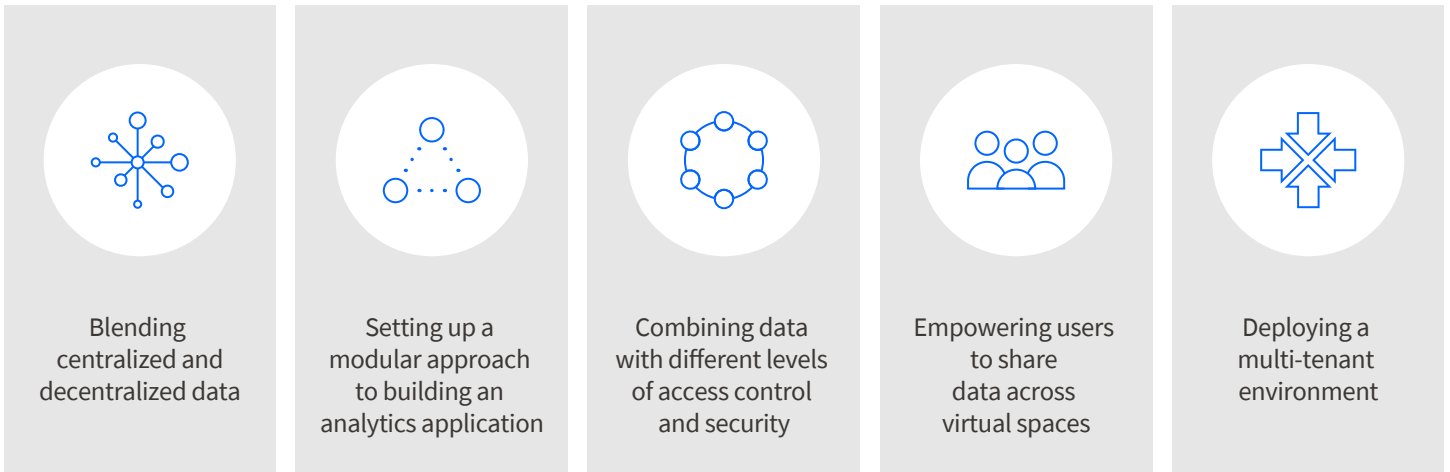 Blending
centralized and
decentralized data
Setting up a
modular approach
to building an
analytics application
Combining data
with different levels
of access control
and security
Empowering users
to share
data across
virtual spaces
Deploying a
multi-tenant
environment